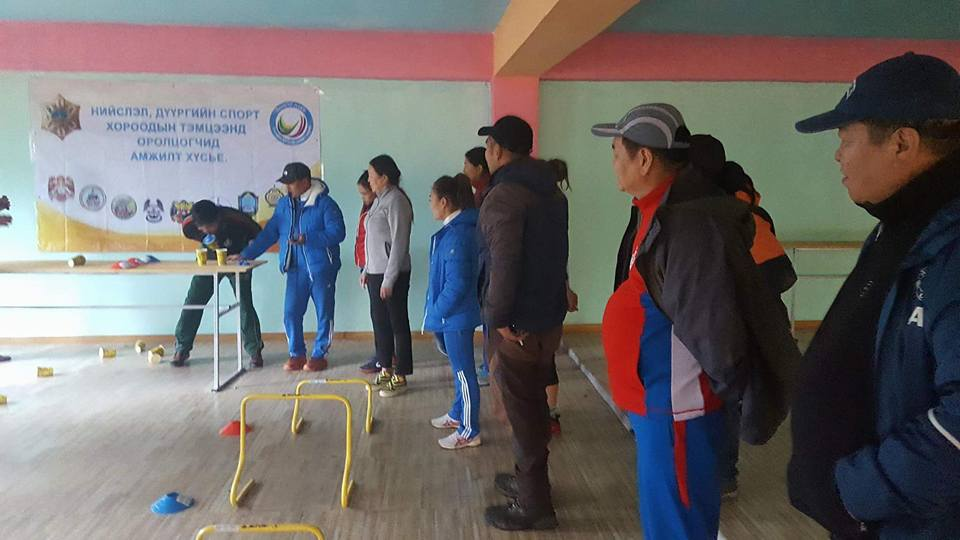 НИЙСЛЭЛ, ДҮҮРГИЙН СПОРТ
ХОРООДЫН ТЭМЦЭЭНД
ОРОЛЦОГЧИД
АМЖИЛТ ХҮСЬЕ.
A